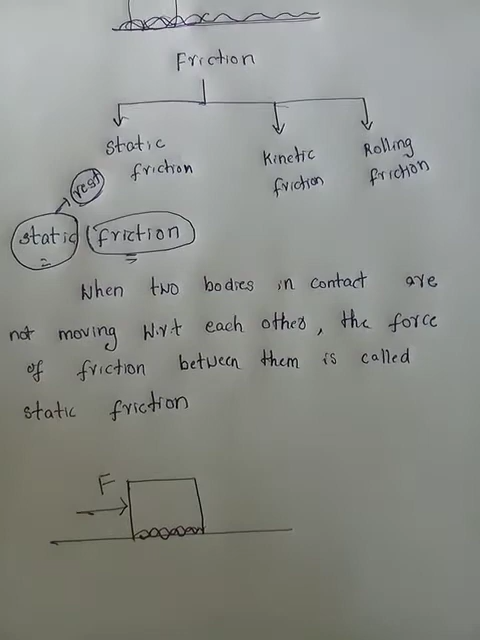 Friction
Static
friction
Kinetic
friction
Rolling
friction
rest
static friction
When two bodies in contact are
not moving W.r.t each other, the force
of friction between them is called
static friction
F